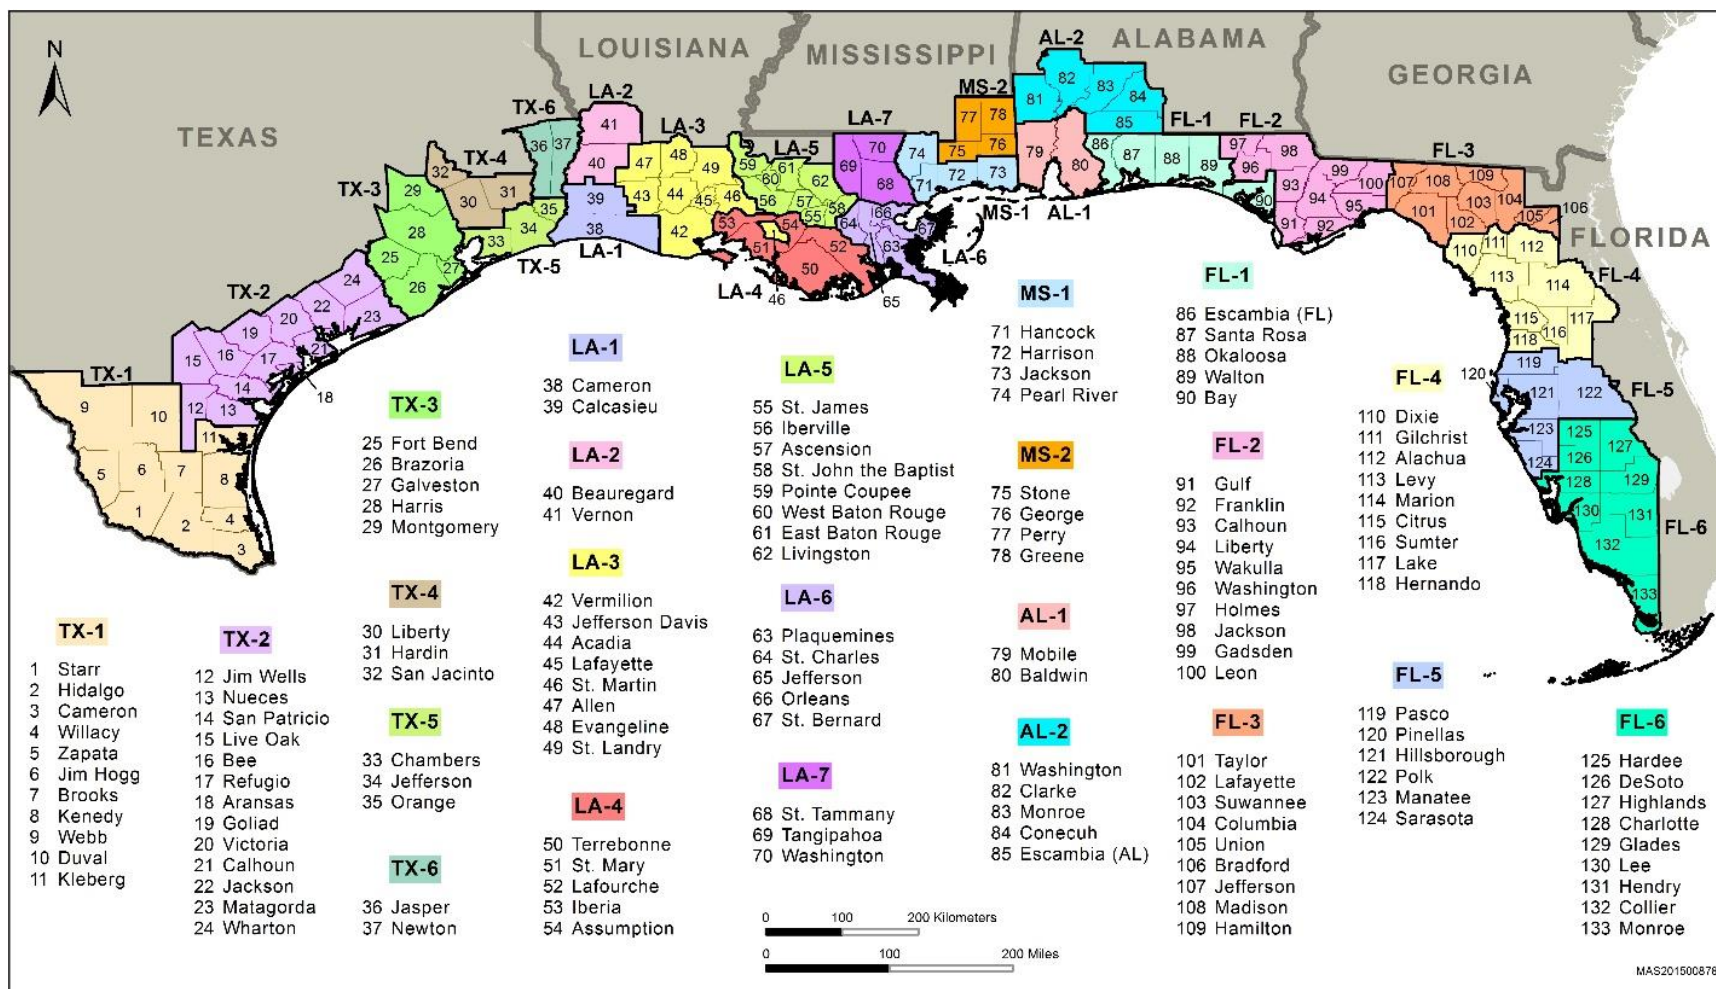 N
TEXAS
LOUISIANA
MISSISSIPPI
ALABAMA
GEORGIA
FLORIDA
TX-1
TX-2
TX-3
TX-4
TX-5
TX-6
LA-1
LA-2
LA-3
LA-4
LA-5
LA-6
LA-7
MS-1
MS-2
AL-1
AL-2
FL-1
FL-2
FL-3
FL-4
FL-5
FL-6
TX-1
1 Starr
2 Hidalgo
3 Cameron
4 Willacy
5 Zapata
6 Jim Hogg
7 Brooks
8 Kenedy
9 Webb
10 Duval
11 Kleberg
TX-2
12 Jim Wells
13 Nueces
14 San Patricio
15 Live Oak
16 Bee
17 Refugio
18 Aransas
19 Goliad
20 Victoria
21 Calhoun
22 Jackson
23 Matagorda
24 Wharton
TX-3
25 Fort Bend
26 Brazoria
27 Galveston
28 Harris
29 Montgomery
TX-4
30 Liberty
31 Hardin
32 San Jacinto
TX-5
33 Chambers
34 Jefferson
35 Orange
TX-6
36 Jasper
37 Newton
LA-1
38 Cameron
39 Calcasieu
LA-2
40 Beauregard
41 Vernon
LA-3
42 Vermilion
43 Jefferson Davis
44 Acadia
45 Lafayette
46 St. Martin
47 Allen
48 Evangeline
49 St. Landry
LA-4
50 Terrebonne
51 St. Mary
52 Lafourche
53 Iberia
54 Assumption
LA-5
55 St. James
56 Iberville
57 Ascension
58 St. John the Baptist
59 Pointe Coupee
60 West Baton Rouge
61 East Baton Rouge
62 Livingston
LA-6
63 Plaquemines
64 St. Charles
65 Jefferson
66 Orleans
67 St. Bernard
LA-7
68 St. Tammany
69 Tangipahoa
70 Washington
MS-1
71 Hancock
72 Harrison
73 Jackson
74 Pearl River
MS-2
75 Stone
76 George
77 Perry
78 Greene
AL-1
79 Mobile
80 Baldwin
AL-2
81 Washington
82 Clarke
83 Monroe
84 Conecuh
85 Escambia (AL)
FL-1
86 Escambia (FL)
87 Santa Rosa
88 Okaloosa
89 Walton
90 Bay
FL-2
91 Gulf
92 Franklin
93 Calhoun
94 Liberty
95 Wakulla
96 Washington
97 Holmes
98 Jackson
99 Gadsden
100 Leon
FL-3
101 Taylor
102 Lafayette
103 Suwannee
104 Columbia
105 Union
106 Bradford
107 Jefferson
108 Madison
109 Hamilton
FL-4
110 Dixie
111 Gilchrist
112 Alachua
113 Levy
114 Marion
115 Citrus
116 Sumter
117 Lake
118 Hernando
FL-5
119 Pasco
120 Pinellas
121 Hillsborough
122 Polk
123 Manatee
124 Sarasota
FL-6
125 Hardee
126 DeSoto
127 Highlands
128 Charlotte
129 Glades
130 Lee
131 Hendry
132 Collier
133 Monroe
0 100 200 Kilometers
0 100 200 Miles
MAS201500878